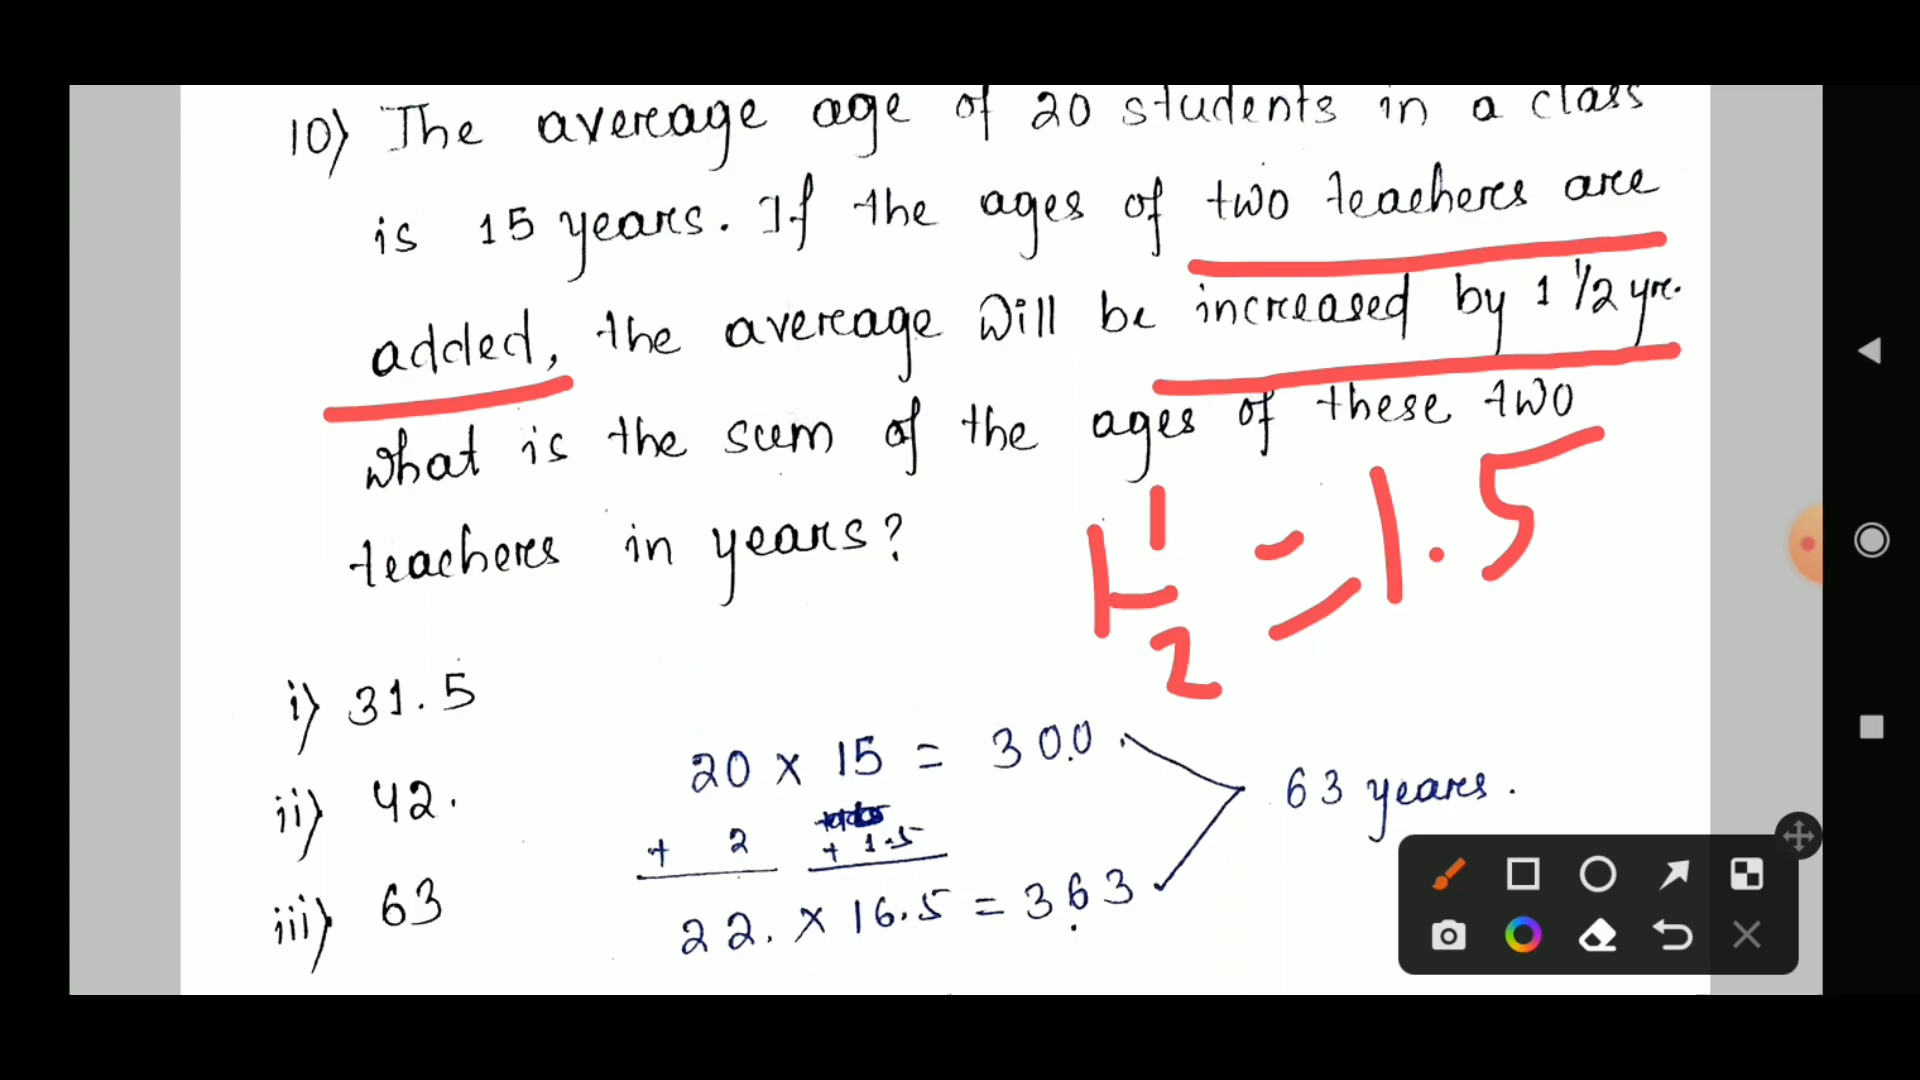 10) The average age of 20 students in a class
is 15 years. If the ages of two teachers are
added, the average will be increased by 1 1/2 yr.
What is the sum of the ages of these two
teachers in years?
1 1/2 = 1.5
i) 31.5
ii) 42.
iii) 63
20 x 15 = 300
+ 2 + 1.5
22. x 16.5 = 363
63 years.